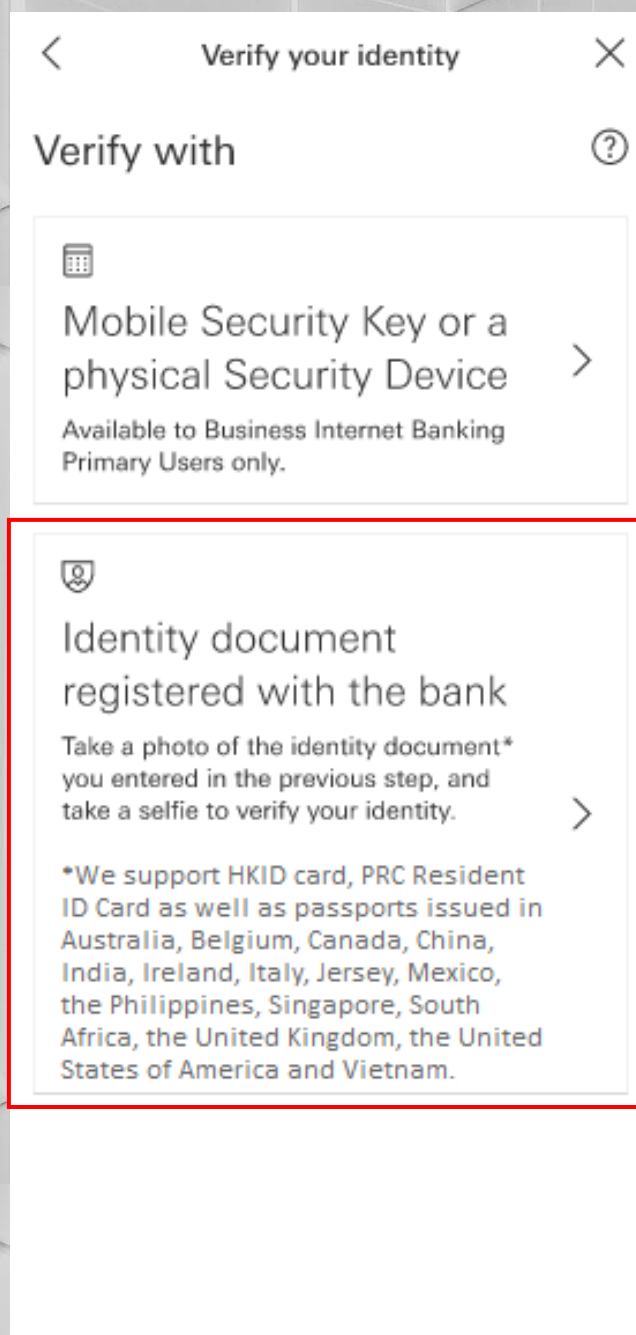 Verify your identity
Verify with
Mobile Security Key or a
physical Security Device
Available to Business Internet Banking
Primary Users only.
Identity document
registered with the bank
Take a photo of the identity document*
you entered in the previous step, and
take a selfie to verify your identity.
*We support HKID card, PRC Resident
ID Card as well as passports issued in
Australia, Belgium, Canada, China,
India, Ireland, Italy, Jersey, Mexico,
the Philippines, Singapore, South
Africa, the United Kingdom, the United
States of America and Vietnam.